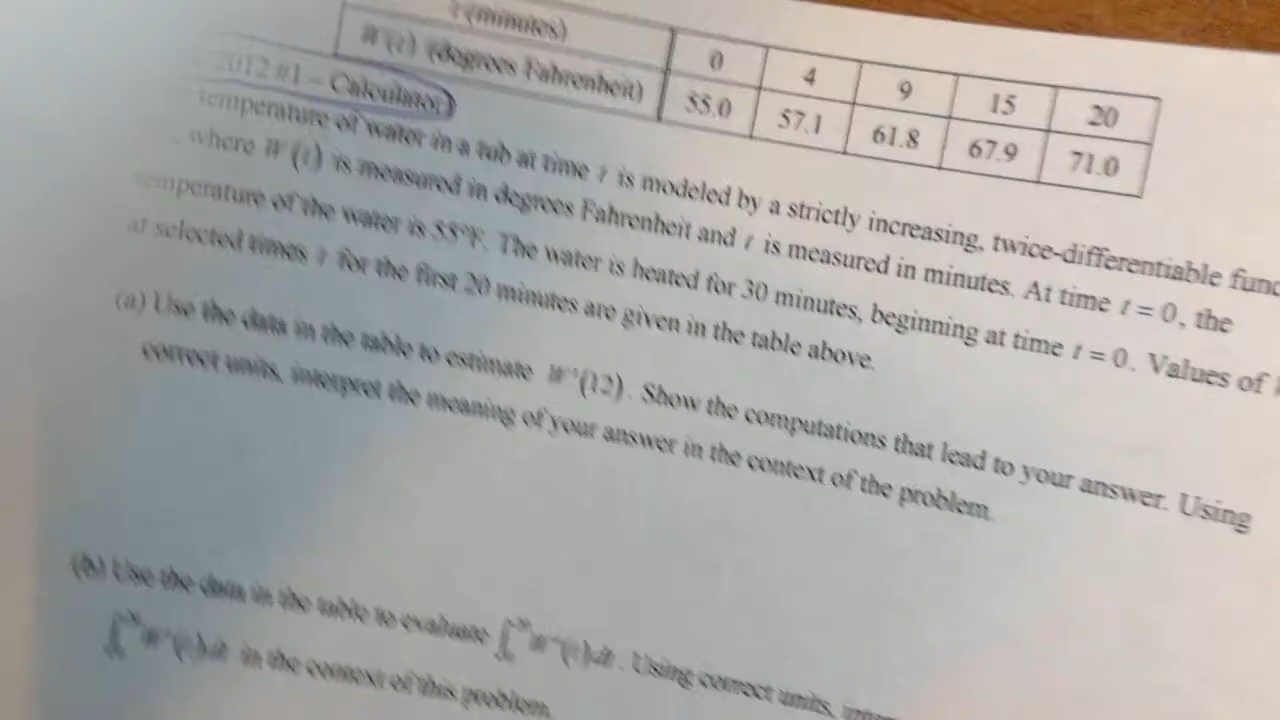 t (minutes) 0 4 9 15 20
W(t) (degrees Fahrenheit) 55.0 57.1 61.8 67.9 71.0
2012 #1 – Calculator
temperature of water in a tub at time t is modeled by a strictly increasing, twice-differentiable func
where W(t) is measured in degrees Fahrenheit and t is measured in minutes. At time t = 0, the
temperature of the water is 55°F. The water is heated for 30 minutes, beginning at time t = 0. Values of
at selected times t for the first 20 minutes are given in the table above.
(a) Use the data in the table to estimate W'(12). Show the computations that lead to your answer. Using
correct units, interpret the meaning of your answer in the context of the problem.
(b) Use the data in the table to evaluate ∫ W'(t)dt. Using correct units,
∫ W'(t)dt in the context of this problem.